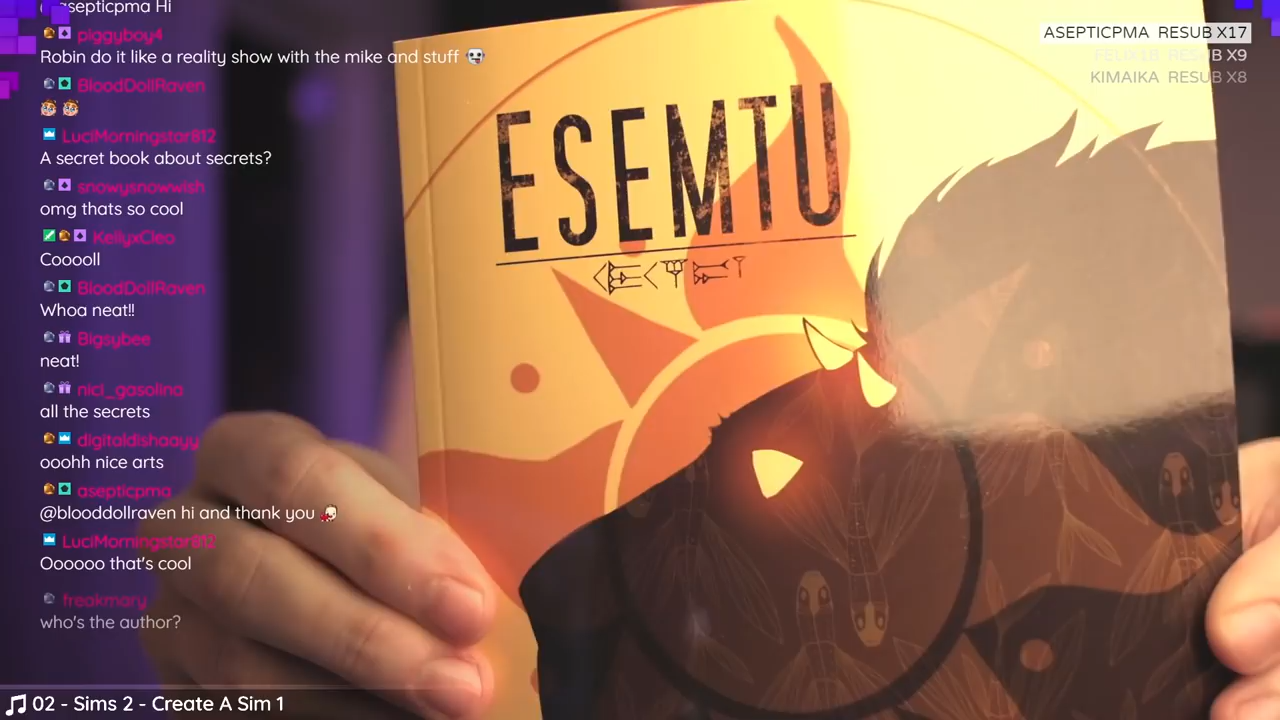 @asepticpma Hi
piggyboy4
Robin do it like a reality show with the mike and stuff
BloodDollRaven
LuciMorningstar812
A secret book about secrets?
snowysnowwish
omg thats so cool
KellyxCleo
Cooooll
BloodDollRaven
Whoa neat!!
Bigsybee
neat!
nici_gasolina
all the secrets
digitaldishaayy
ooohh nice arts
asepticpma
@blooddollraven hi and thank you
LuciMorningstar812
Oooooo that's cool
freakmary
who's the author?
02 - Sims 2 - Create A Sim 1
ESEMTU
ASEPTICPMA RESUB X17
RESUB X9
KIMAIKA RESUB X8